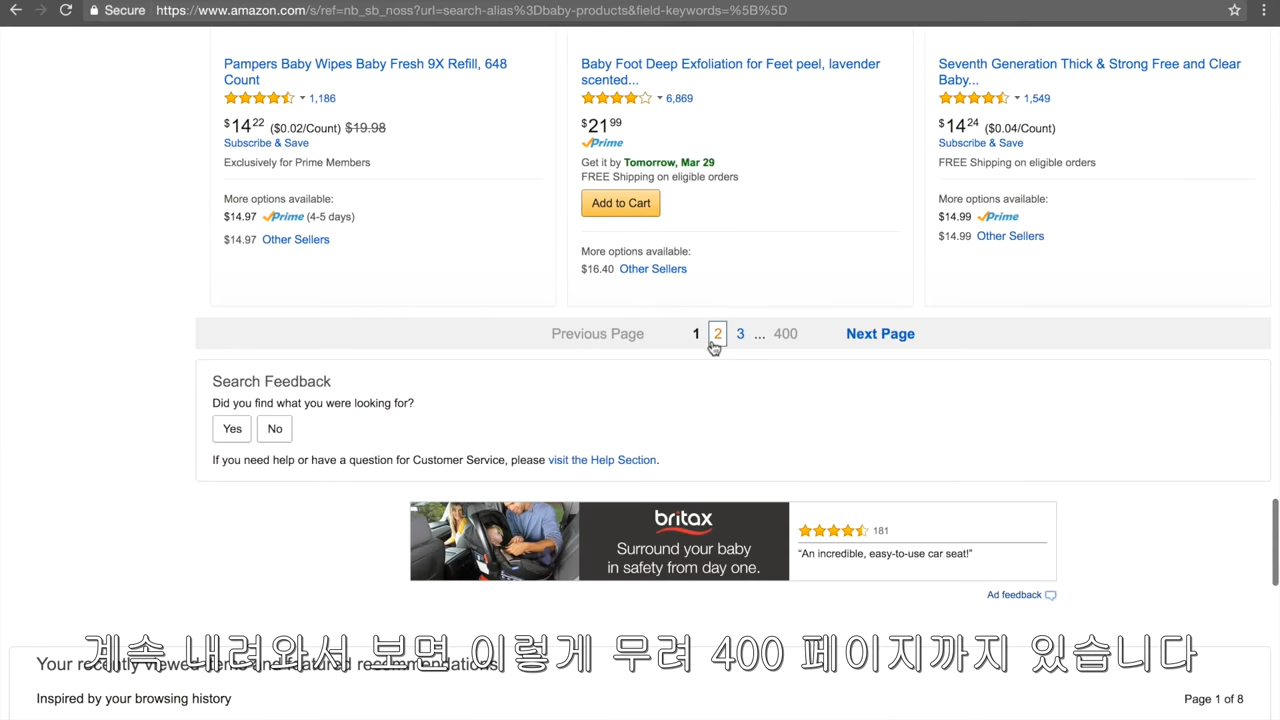 Secure https://www.amazon.com/s/ref=nb_sb_noss?url=search-alias%3Dbaby-products&field-keywords=%5B%5D
Pampers Baby Wipes Baby Fresh 9X Refill, 648
Count
1,186
$14.22 ($0.02/Count) $19.98
Subscribe & Save
Exclusively for Prime Members
More options available:
$14.97 Prime (4-5 days)
$14.97 Other Sellers
Baby Foot Deep Exfoliation for Feet peel, lavender
scented...
6,869
$21.99
Prime
Get it by Tomorrow, Mar 29
FREE Shipping on eligible orders
Add to Cart
More options available:
$16.40 Other Sellers
Seventh Generation Thick & Strong Free and Clear
Baby...
1,549
$14.24 ($0.04/Count)
Subscribe & Save
FREE Shipping on eligible orders
More options available:
$14.99 Prime
$14.99 Other Sellers
Previous Page 1 2 3 ... 400 Next Page
Search Feedback
Did you find what you were looking for?
Yes No
If you need help or have a question for Customer Service, please visit the Help Section.
britax
Surround your baby
in safety from day one.
181
"An incredible, easy-to-use car seat!"
Ad feedback
계속 내려와서 보면 이렇게 무려 400 페이지까지 있습니다
Your recently viewed items and featured recommendations
Inspired by your browsing history Page 1 of 8